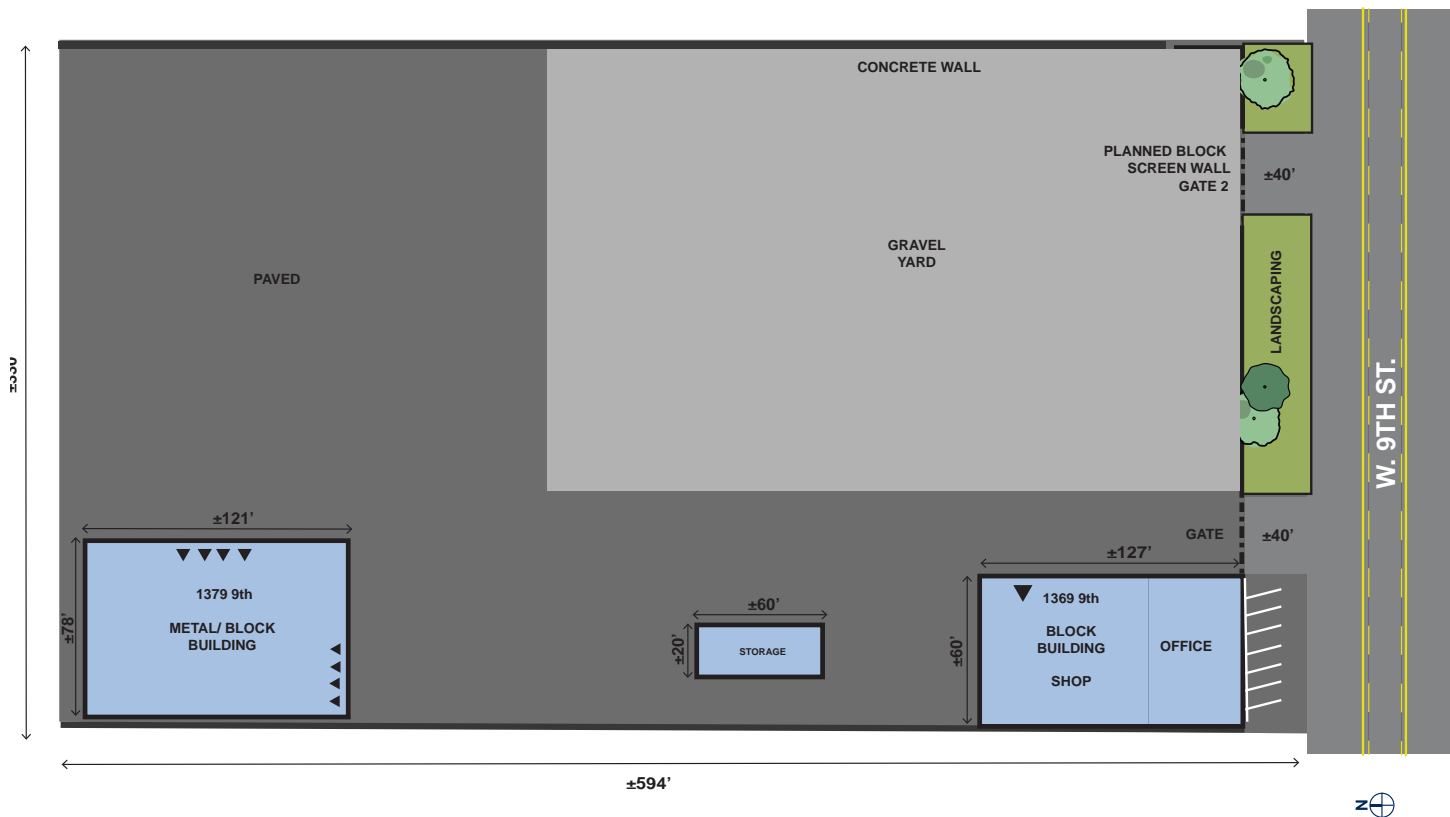 CONCRETE WALL
PLANNED BLOCK
SCREEN WALL
GATE 2
±40’
GRAVEL
YARD
PAVED
LANDSCAPING
W. 9TH ST.
±121’
GATE
±40’
±127’
1379 9th
METAL/ BLOCK
BUILDING
±78’
±60’
±20’
STORAGE
±60’
1369 9th
BLOCK
BUILDING
SHOP
OFFICE
±594’
N